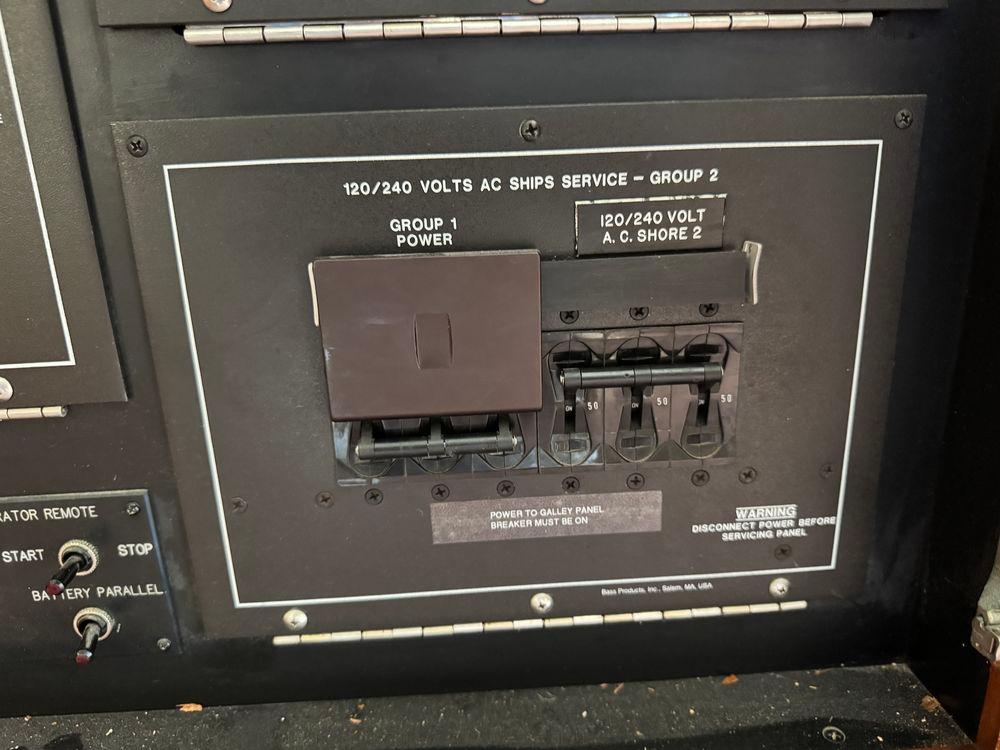 120/240 VOLTS AC SHIPS SERVICE – GROUP 2
GROUP 1
POWER
120/240 VOLT
A. C. SHORE 2
ON
50
ON
50
ON
50
POWER TO GALLEY PANEL
BREAKER MUST BE ON
WARNING
DISCONNECT POWER BEFORE
SERVICING PANEL
Bass Products, Inc., Salem, MA, USA
RATOR REMOTE
START
STOP
BATTERY PARALLEL
E